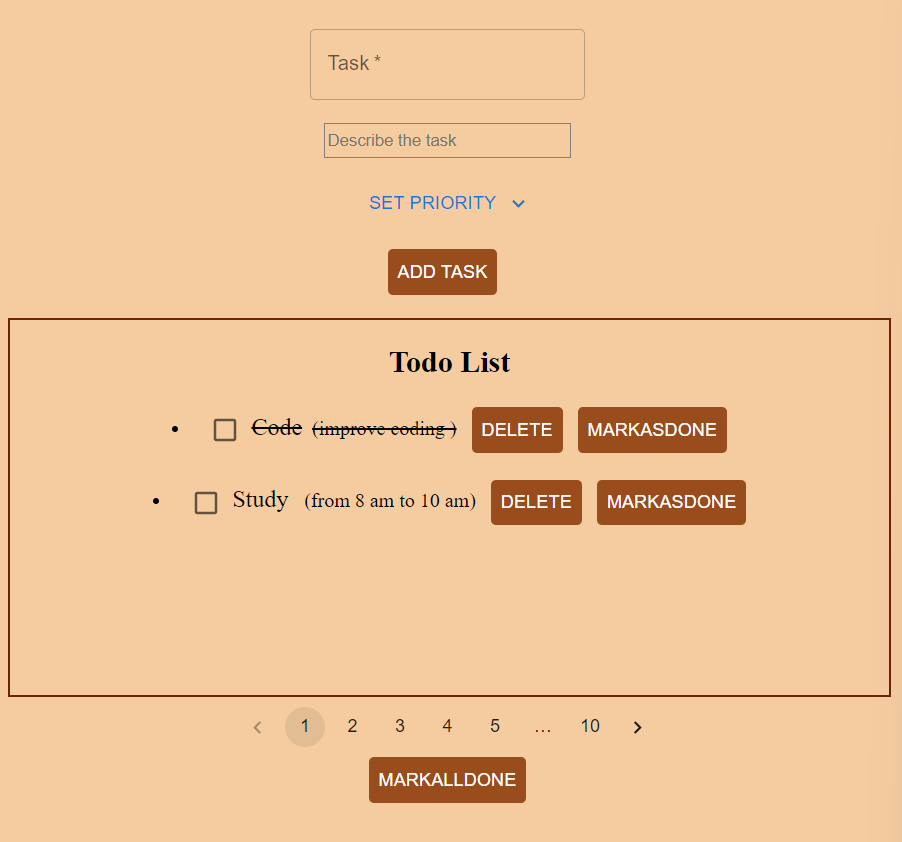 Task *
Describe the task
SET PRIORITY
ADD TASK
Todo List
Code (improve coding ) DELETE MARKASDONE
Study (from 8 am to 10 am) DELETE MARKASDONE
1 2 3 4 5 ... 10
MARKALLDONE